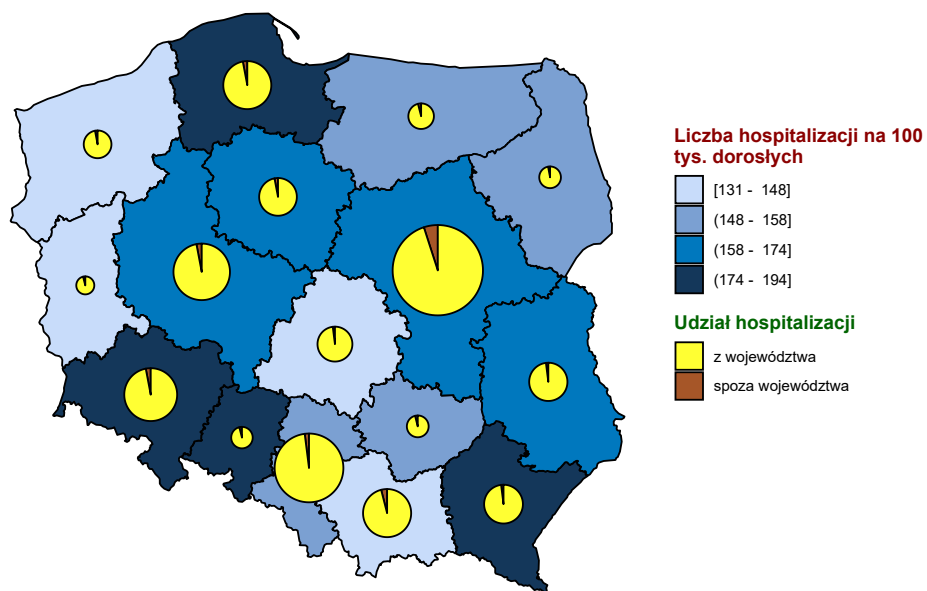 Liczba hospitalizacji na 100
tys. dorosłych
[131 - 148]
(148 - 158]
(158 - 174]
(174 - 194]
Udział hospitalizacji
z województwa
spoza województwa